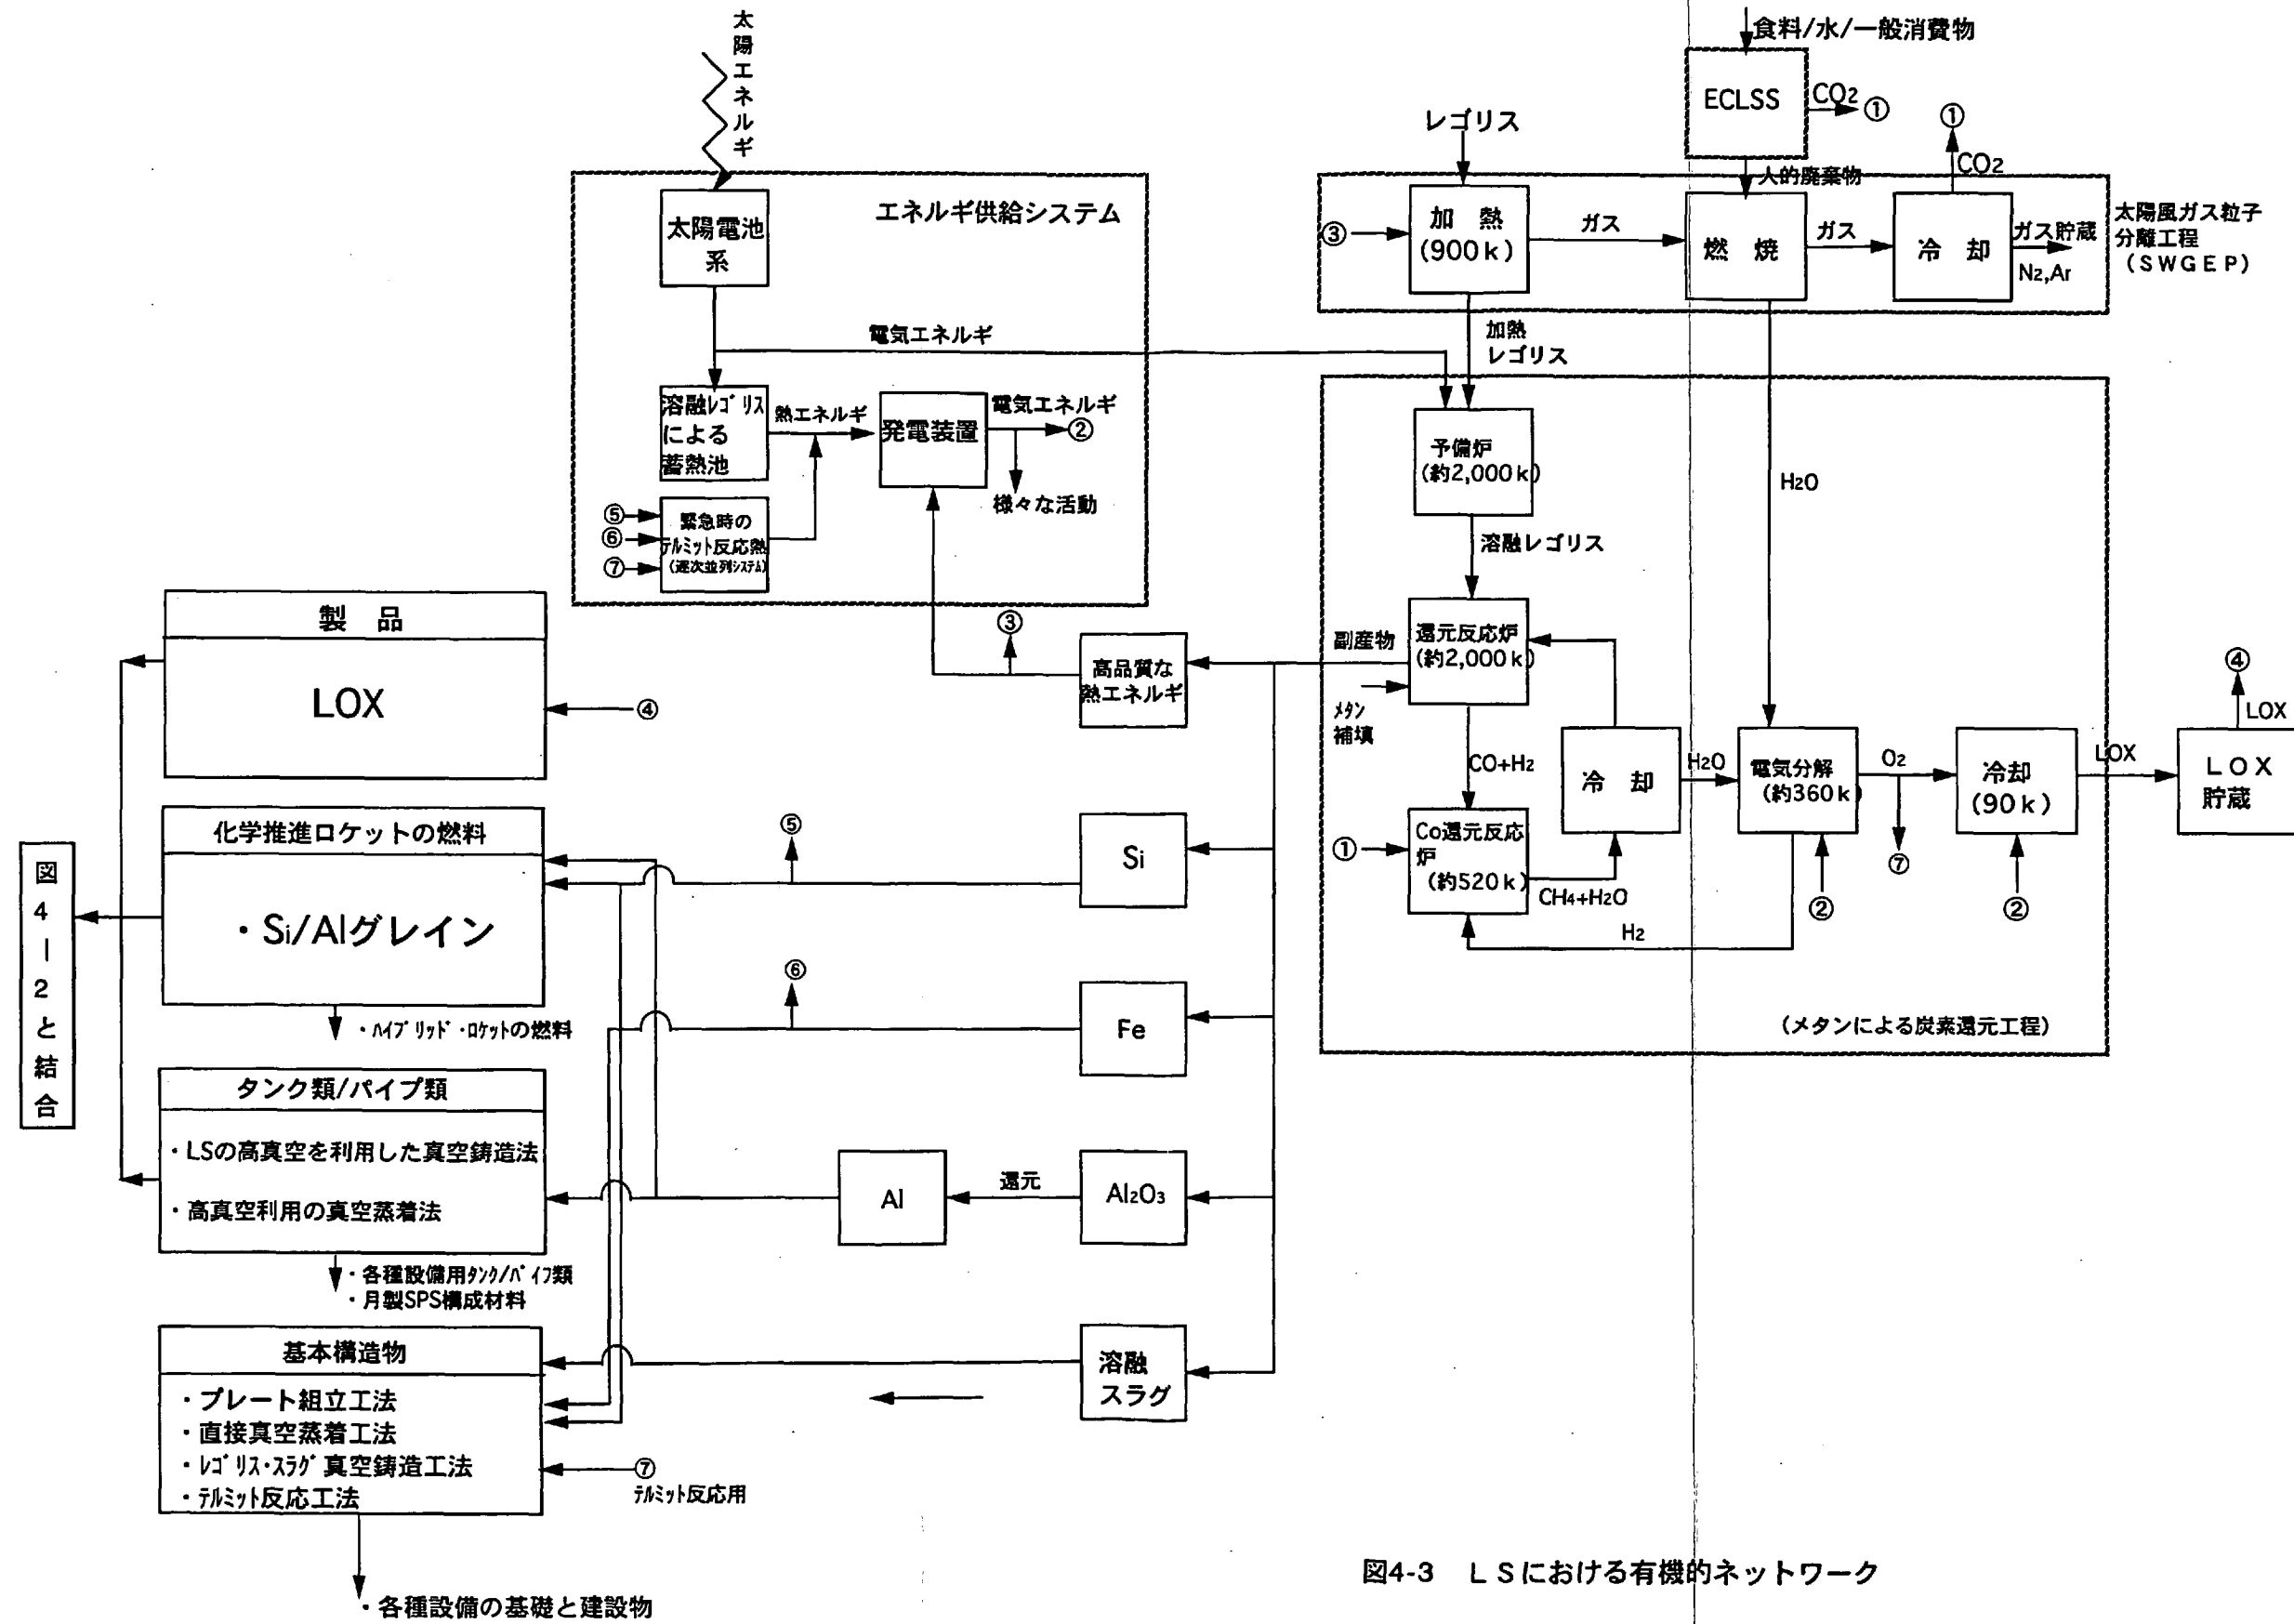 太陽エネルギ
食料/水/一般消費物
ECLSS
CO2
①
①
CO2
レゴリス
人的廃棄物
エネルギ供給システム
太陽電池
系
③
加 熱
(900k)
ガス
燃 焼
ガス
冷 却
ガス貯蔵
N2,Ar
太陽風ガス粒子
分離工程
(SWGEP)
電気エネルギ
加熱
レゴリス
溶融ﾚｺﾞﾘｽ
による
蓄熱池
熱エネルギ
発電装置
電気エネルギ
②
様々な活動
予備炉
(約2,000k)
H2O
⑤
⑥
⑦
緊急時の
ﾃﾙﾐｯﾄ反応熱
(逐次並列ｼｽﾃﾑ)
溶融レゴリス
製 品
LOX
④
③
高品質な
熱エネルギ
副産物
還元反応炉
(約2,000k)
ﾒﾀﾝ
補填
CO+H2
冷 却
H2O
電気分解
(約360k)
O2
冷却
(90k)
LOX
LOX
貯蔵
④
LOX
⑦
②
②
①
Co還元反応
炉
(約520k)
CH4+H2O
H2
(メタンによる炭素還元工程)
図4－2と結合
化学推進ロケットの燃料
・Si/Alグレイン
・ﾊｲﾌﾞﾘｯﾄﾞ・ﾛｹｯﾄの燃料
⑤
Si
⑥
Fe
タンク類/パイプ類
・LSの高真空を利用した真空鋳造法
・高真空利用の真空蒸着法
Al
還元
Al2O3
・各種設備用ﾀﾝｸ/ﾊﾟｲﾌ類
・月製SPS構成材料
基本構造物
・プレート組立工法
・直接真空蒸着工法
・ﾚｺﾞﾘｽ・ｽﾗｸﾞ真空鋳造工法
・ﾃﾙﾐｯﾄ反応工法
溶融
スラグ
⑦
ﾃﾙﾐｯﾄ反応用
・各種設備の基礎と建設物
図4-3 LSにおける有機的ネットワーク